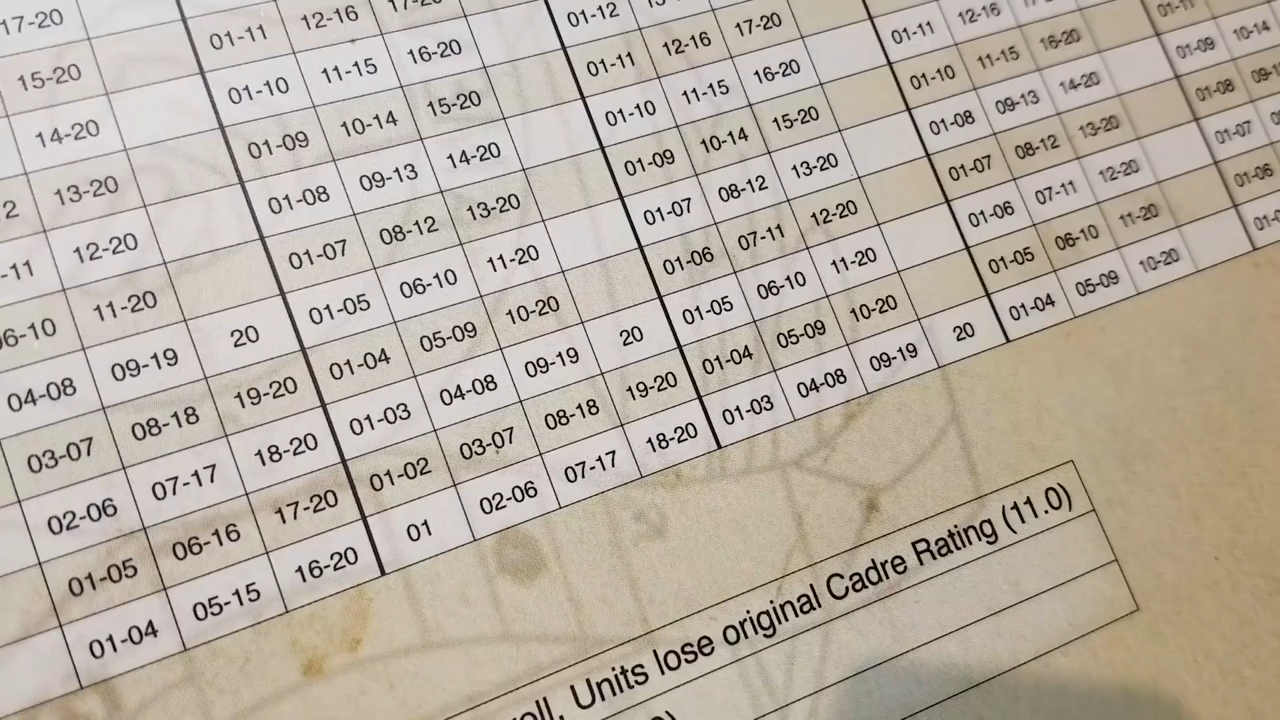 17-20
15-20 01-11 12-16
14-20 01-10 11-15 16-20 01-12
13-20 01-09 10-14 15-20 01-11 12-16 17-20
12-20 01-08 09-13 14-20 01-10 11-15 16-20 01-11 12-16
06-10 11-20 01-07 08-12 13-20 01-09 10-14 15-20 01-10 11-15 16-20 01-11
04-08 09-19 20 01-05 06-10 11-20 01-07 08-12 13-20 01-08 09-13 14-20 01-09 10-14
03-07 08-18 19-20 01-04 05-09 10-20 01-06 07-11 12-20 01-07 08-12 13-20 01-08
02-06 07-17 18-20 01-03 04-08 09-19 20 01-05 06-10 11-20 01-06 07-11 12-20 01-07
01-05 06-16 17-20 01-02 03-07 08-18 19-20 01-04 05-09 10-20 01-05 06-10 11-20 01-06
01-04 05-15 16-20 01 02-06 07-17 18-20 01-03 04-08 09-19 20 01-04 05-09 10-20
Units lose original Cadre Rating (11.0)